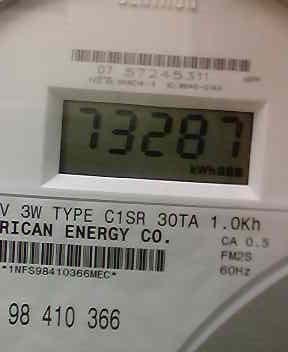 07 57245311
73287
kWh
V 3W TYPE C1SR 30TA 1.0Kh
RICAN ENERGY CO.
CA 0.5
FM2S
60Hz
*1NFS98410366MEC*
98 410 366